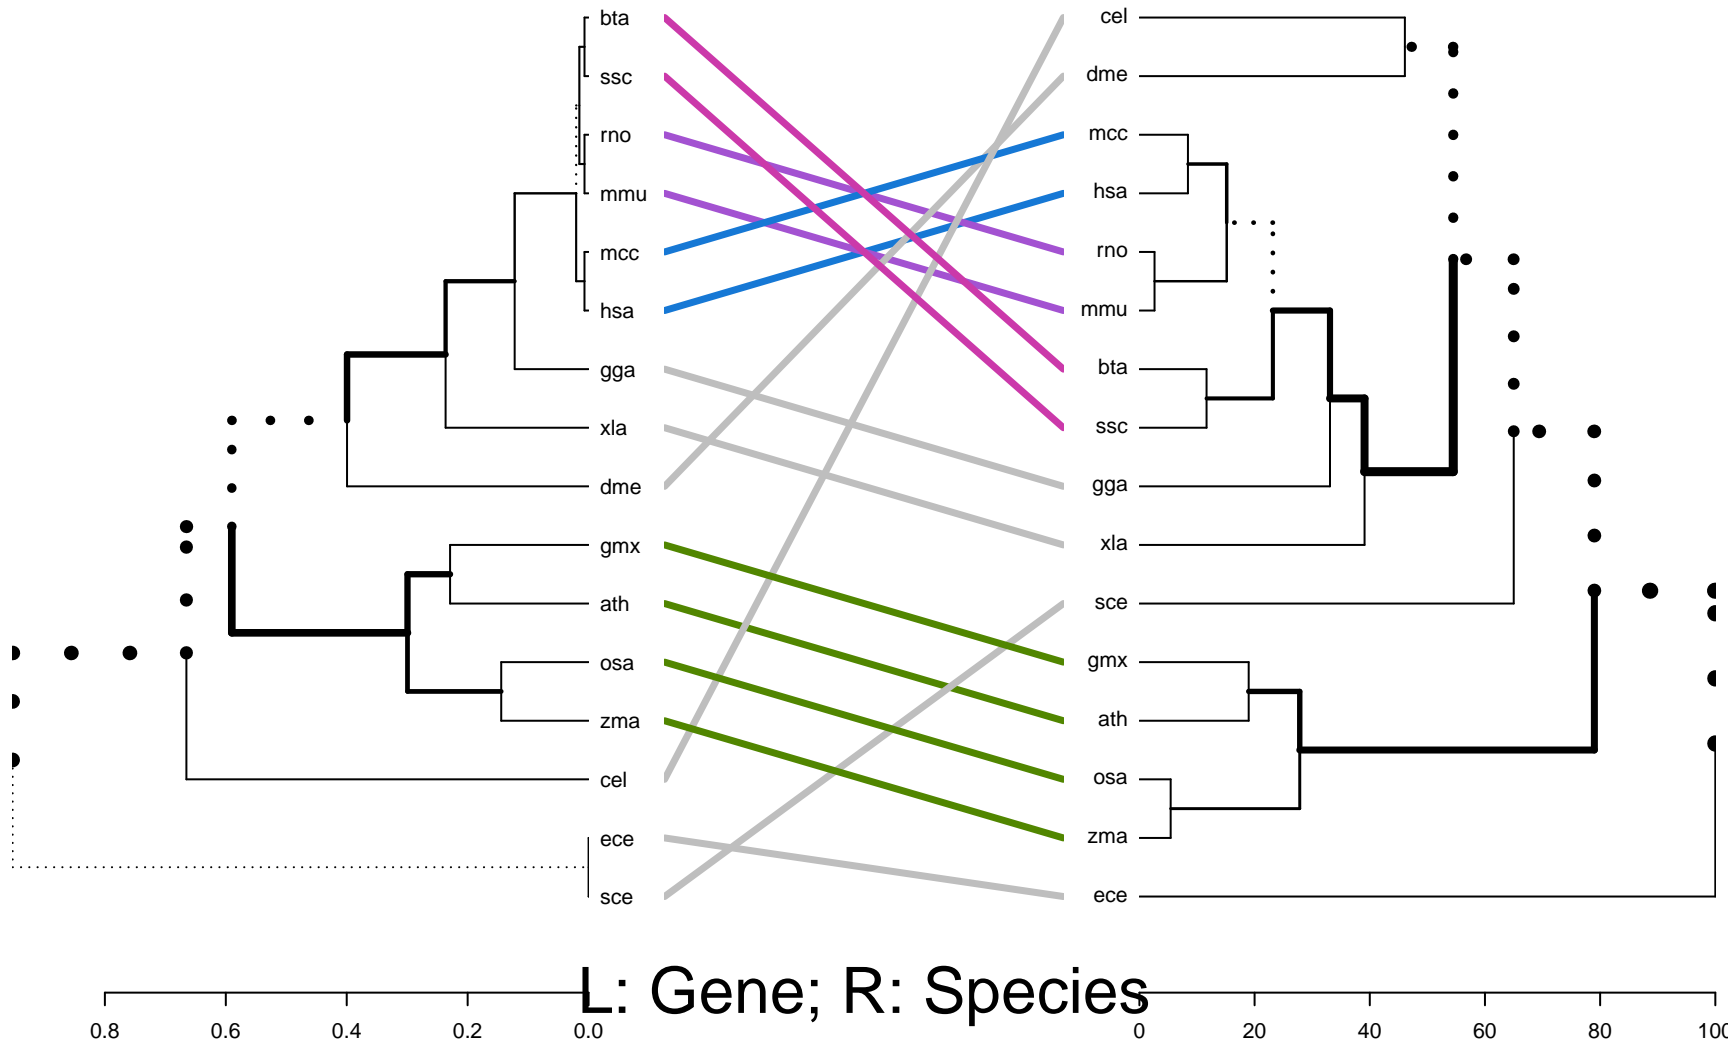 bta
ssc
rno
mmu
mcc
hsa
gga
xla
dme
gmx
ath
osa
zma
cel
ece
sce
cel
dme
mcc
hsa
rno
mmu
bta
ssc
gga
xla
sce
gmx
ath
osa
zma
ece
L: Gene; R: Species
0.8 0.6 0.4 0.2 0.0
0 20 40 60 80 100